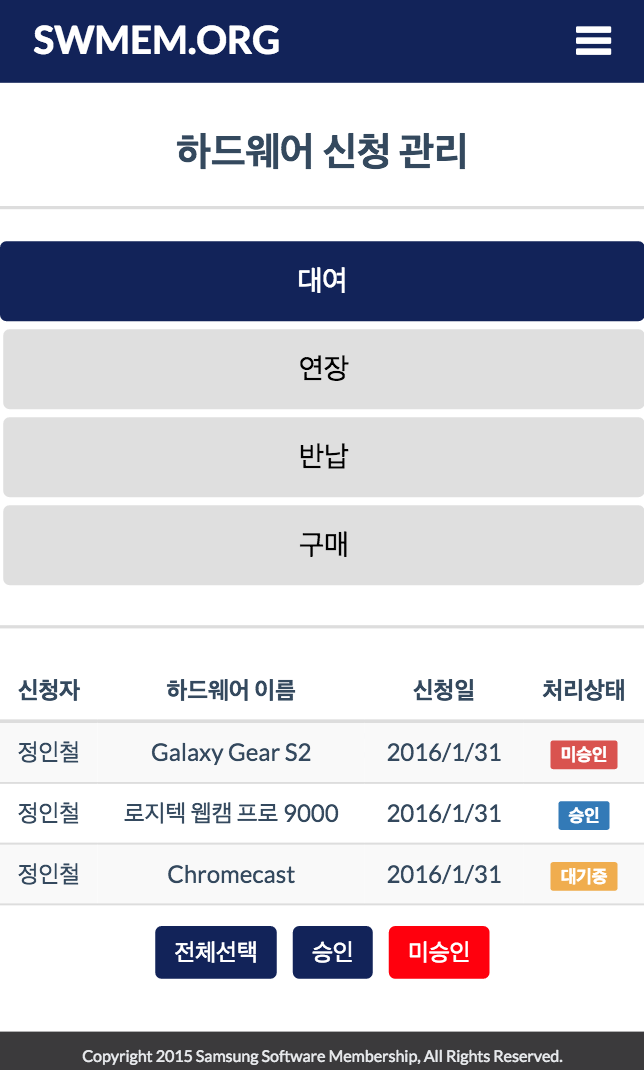 SWMEM.ORG
하드웨어 신청 관리
대여
연장
반납
구매
신청자 하드웨어 이름 신청일 처리상태
정인철 Galaxy Gear S2 2016/1/31 미승인
정인철 로지텍 웹캠 프로 9000 2016/1/31 승인
정인철 Chromecast 2016/1/31 대기중
전체선택 승인 미승인
Copyright 2015 Samsung Software Membership, All Rights Reserved.